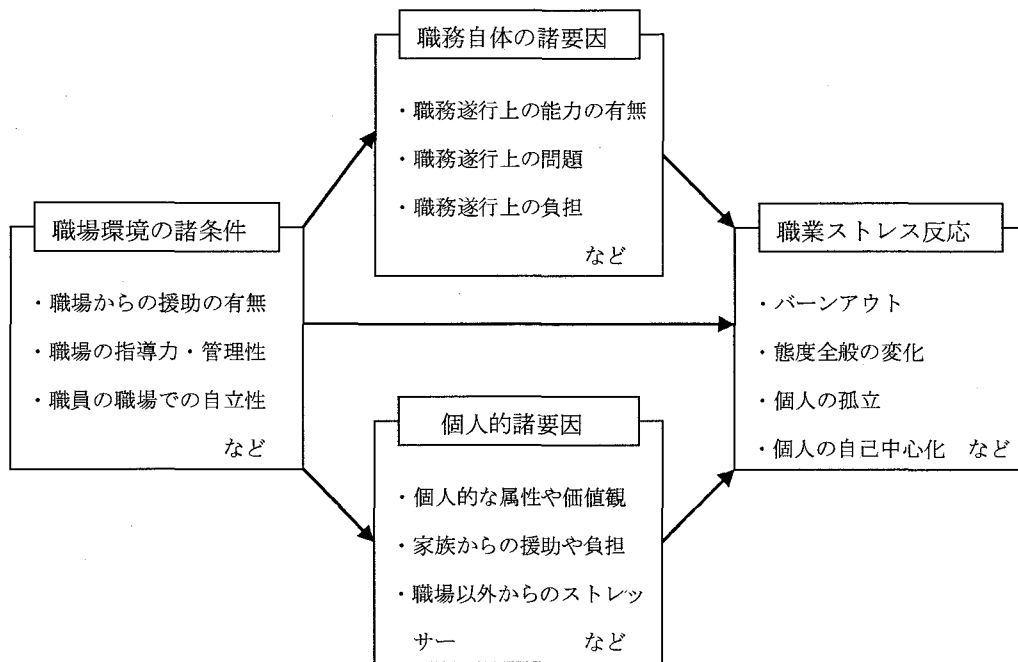 職務自体の諸要因
・職務遂行上の能力の有無
・職務遂行上の問題
・職務遂行上の負担
など
職場環境の諸条件
・職場からの援助の有無
・職場の指導力・管理性
・職員の職場での自立性
など
個人的諸要因
・個人的な属性や価値観
・家族からの援助や負担
・職場以外からのストレッ
サー など
職業ストレス反応
・バーンアウト
・態度全般の変化
・個人の孤立
・個人の自己中心化 など